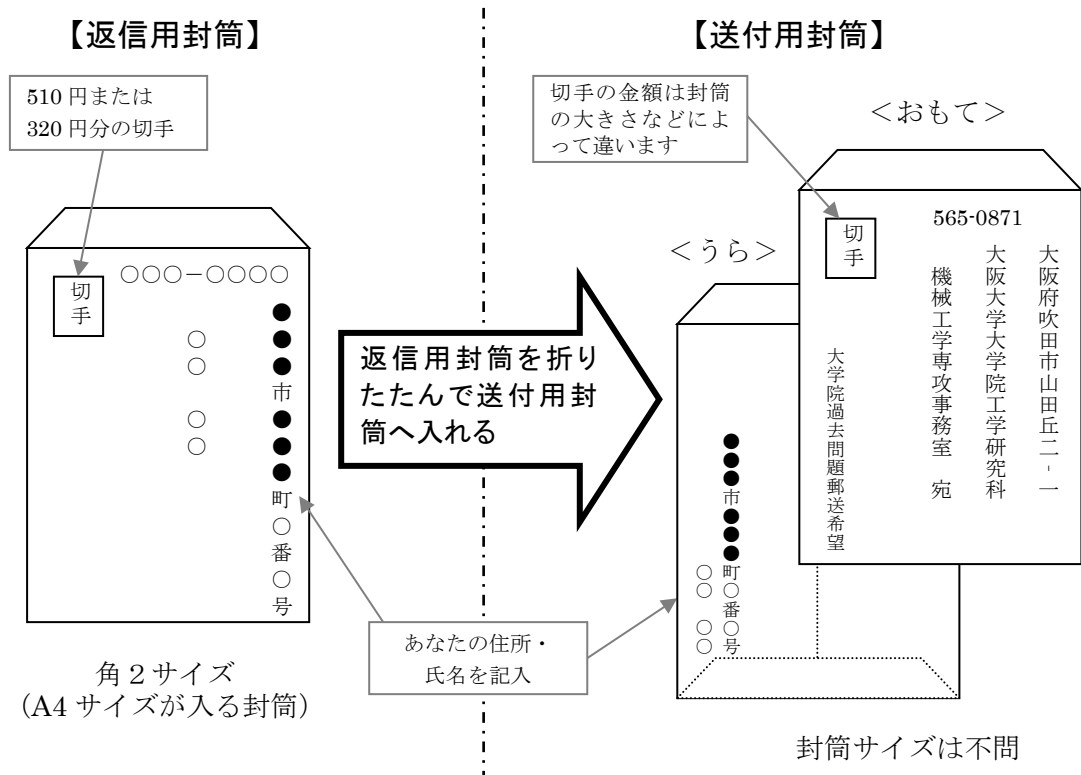 【返信用封筒】
510 円または
320 円分の切手
切手
○○○－○○○○
●●●市●●●町○番○号
○○ ○○
角２サイズ
（A4 サイズが入る封筒）
返信用封筒を折り
たたんで送付用封
筒へ入れる
あなたの住所・
氏名を記入
【送付用封筒】
切手の金額は封筒
の大きさなどによ
って違います
＜おもて＞
切手
565-0871
大阪府吹田市山田丘二-一
大阪大学大学院工学研究科
機械工学専攻事務室 宛
大学院過去問題郵送希望
＜うら＞
●●●市●●●町○番○号
○○ ○○
封筒サイズは不問